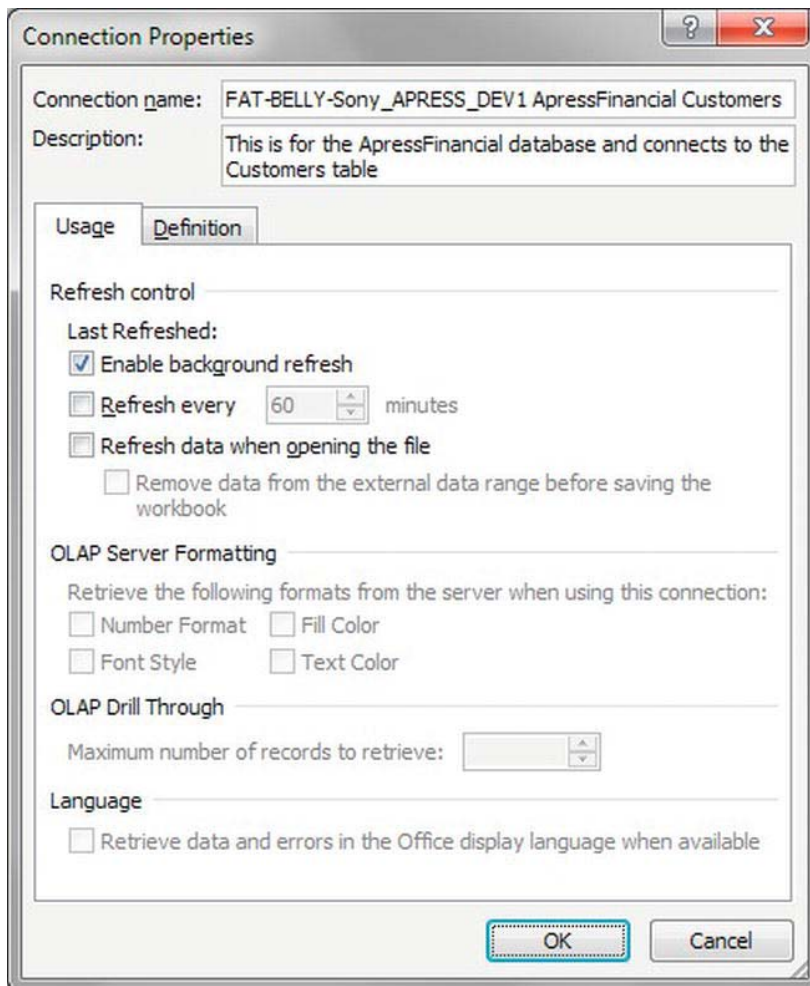 Connection Properties
Connection name: FAT-BELLY-Sony_APRESS_DEV1 ApressFinancial Customers
Description: This is for the ApressFinancial database and connects to the
Customers table
Usage Definition
Refresh control
Last Refreshed:
Enable background refresh
Refresh every 60 minutes
Refresh data when opening the file
Remove data from the external data range before saving the
workbook
OLAP Server Formatting
Retrieve the following formats from the server when using this connection:
Number Format Fill Color
Font Style Text Color
OLAP Drill Through
Maximum number of records to retrieve:
Language
Retrieve data and errors in the Office display language when available
OK Cancel